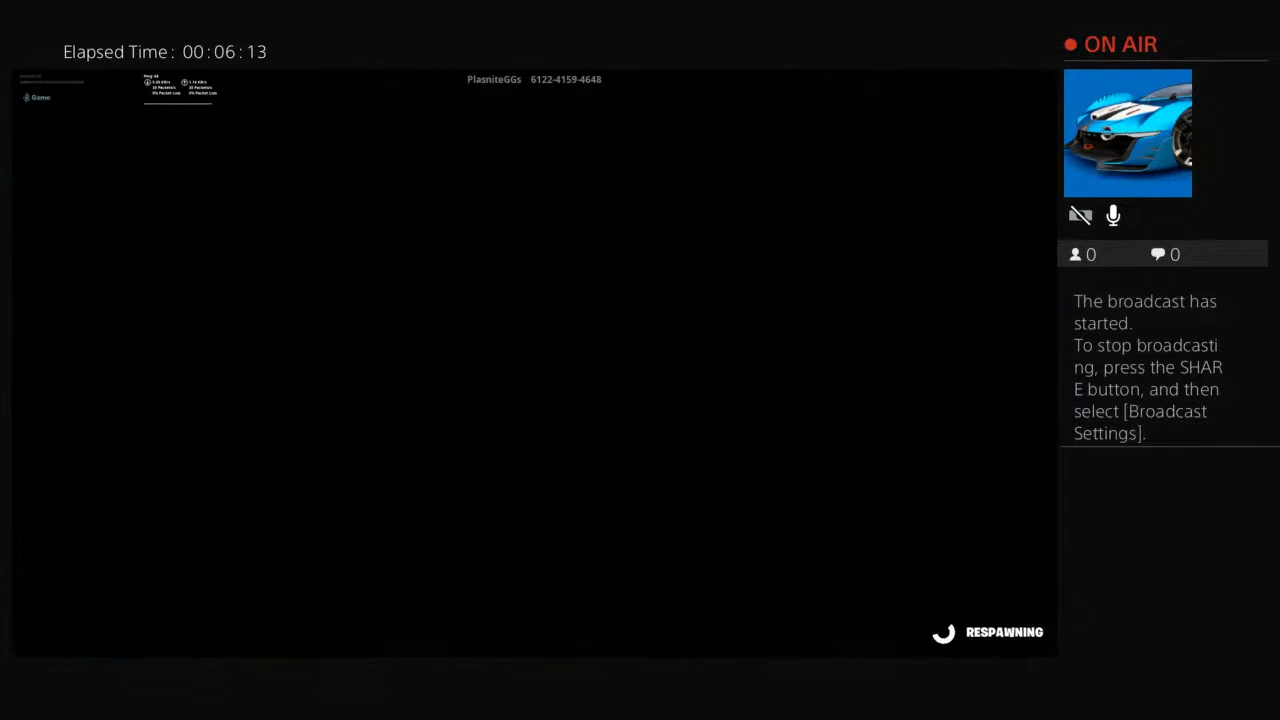 Elapsed Time: 00:06:13
ON AIR
Game
PlasniteGGs 6122-4159-4648
0 0
The broadcast has
started.
To stop broadcasti
ng, press the SHAR
E button, and then
select [Broadcast
Settings].
RESPAWNING